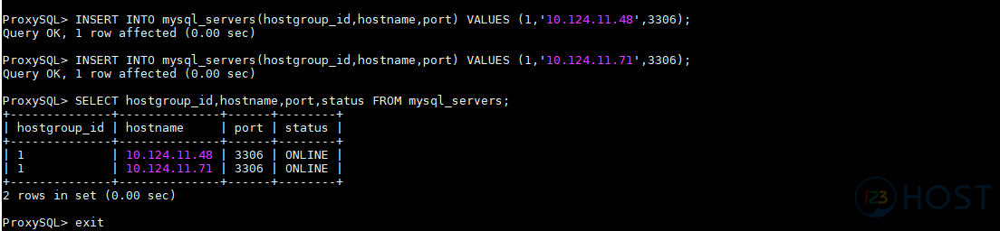 ProxySQL> INSERT INTO mysql_servers(hostgroup_id,hostname,port) VALUES (1,'10.124.11.48',3306);
Query OK, 1 row affected (0.00 sec)
ProxySQL> INSERT INTO mysql_servers(hostgroup_id,hostname,port) VALUES (1,'10.124.11.71',3306);
Query OK, 1 row affected (0.00 sec)
ProxySQL> SELECT hostgroup_id,hostname,port,status FROM mysql_servers;
+--------------+--------------+------+--------+
| hostgroup_id | hostname     | port | status |
+--------------+--------------+------+--------+
| 1            | 10.124.11.48 | 3306 | ONLINE |
| 1            | 10.124.11.71 | 3306 | ONLINE |
+--------------+--------------+------+--------+
2 rows in set (0.00 sec)
ProxySQL> exit
123 HOST